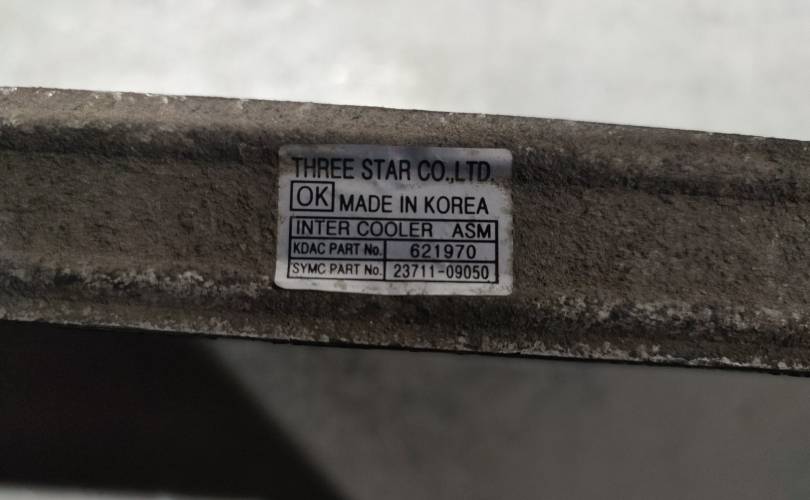 THREE STAR CO.,LTD.
OK MADE IN KOREA
INTER COOLER ASM
KDAC PART No. 621970
SYMC PART No. 23711-09050